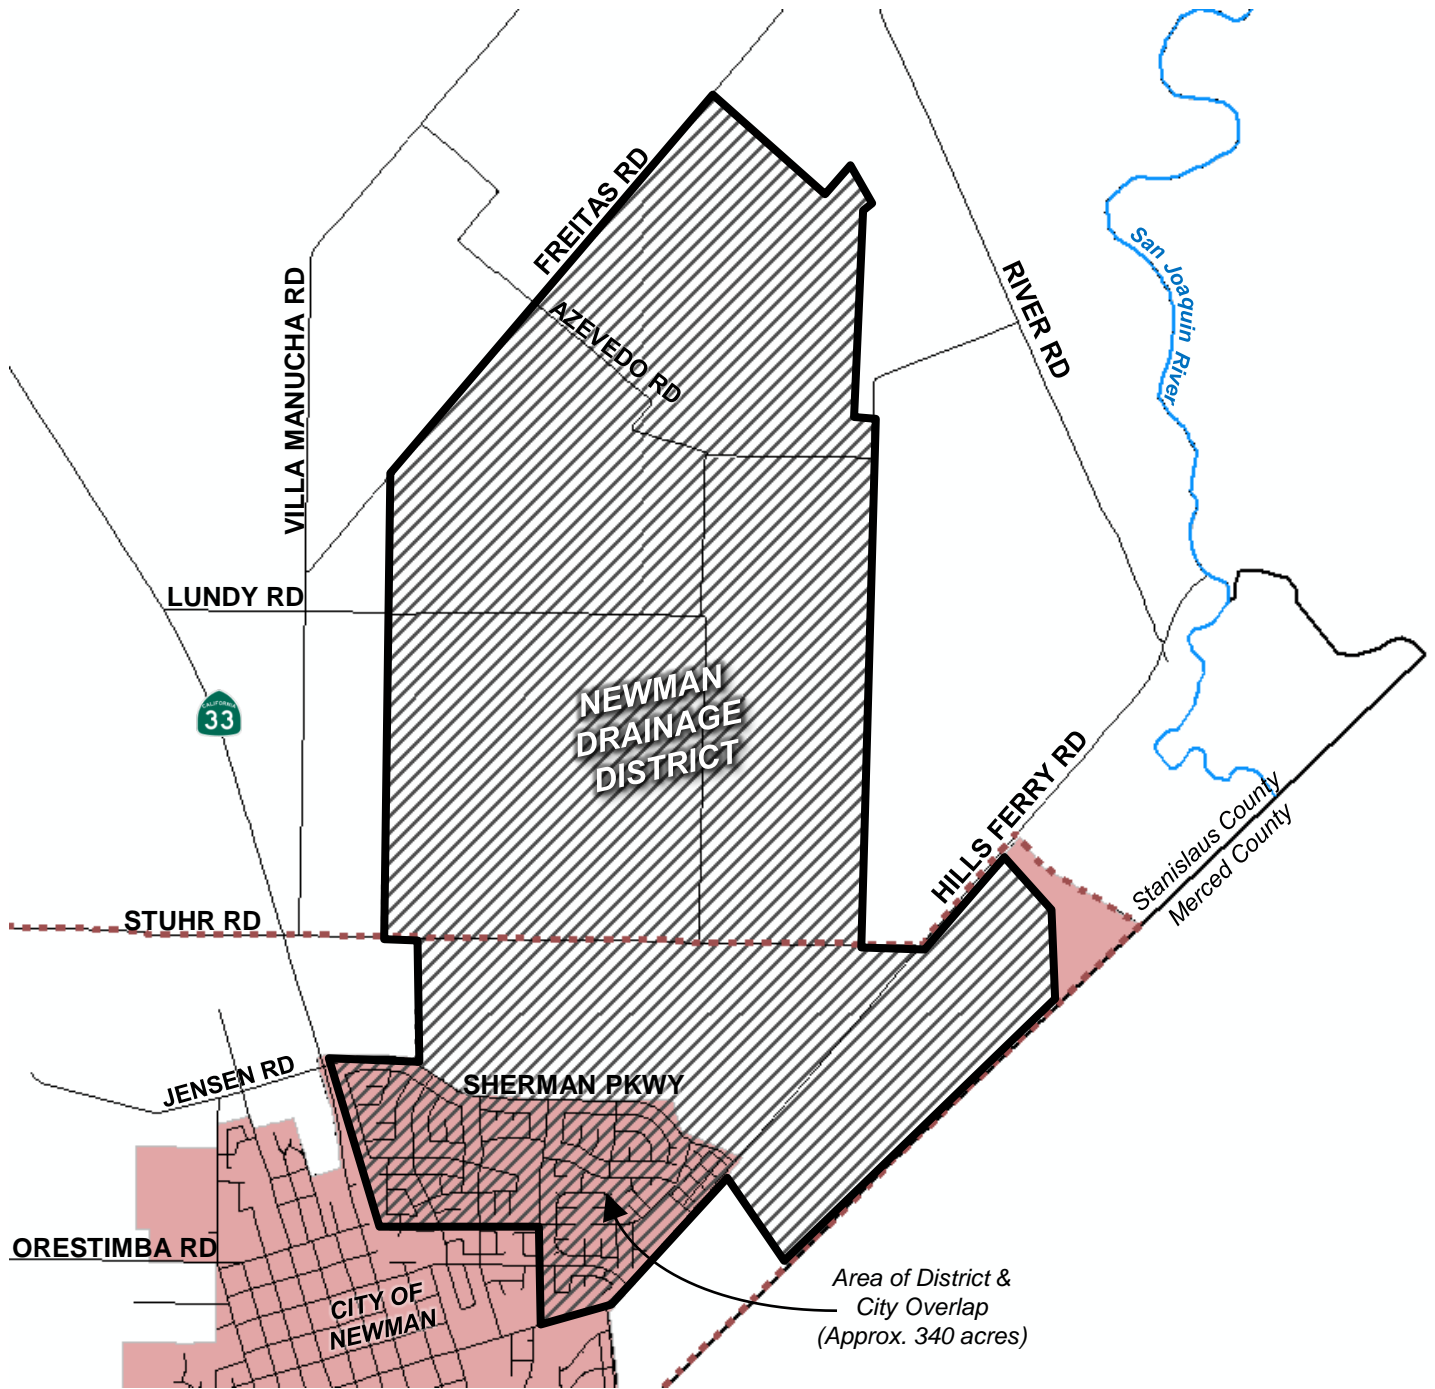 FREITAS RD
San Joaquin River
RIVER RD
VILLA MANUCHA RD
AZEVEDO RD
LUNDY RD
NEWMAN
DRAINAGE
DISTRICT
CALIFORNIA
33
HILLS FERRY RD
Stanislaus County
Merced County
STUHR RD
JENSEN RD
SHERMAN PKWY
ORESTIMBA RD
CITY OF
NEWMAN
Area of District &
City Overlap
(Approx. 340 acres)